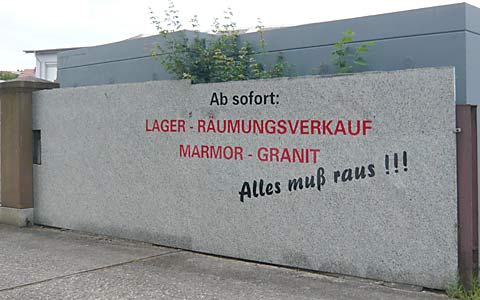 Ab sofort:
LAGER - RÄUMUNGSVERKAUF
MARMOR - GRANIT
Alles muß raus !!!